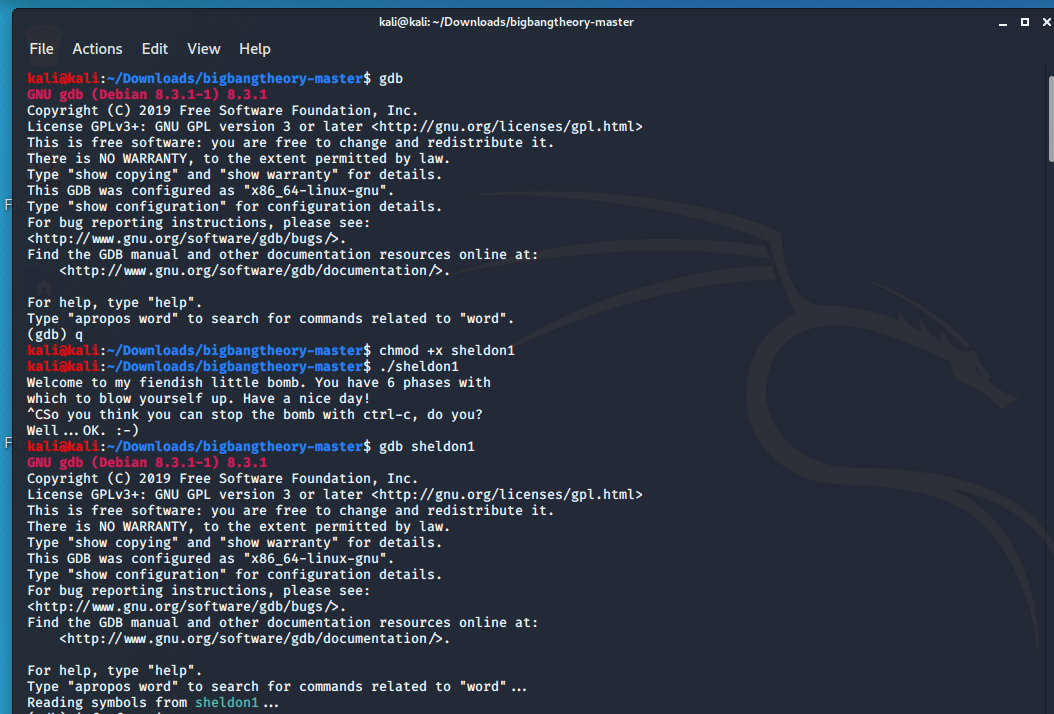 kali@kali: ~/Downloads/bigbangtheory-master
File Actions Edit View Help
kali@kali:~/Downloads/bigbangtheory-master$ gdb
GNU gdb (Debian 8.3.1-1) 8.3.1
Copyright (C) 2019 Free Software Foundation, Inc.
License GPLv3+: GNU GPL version 3 or later <http://gnu.org/licenses/gpl.html>
This is free software: you are free to change and redistribute it.
There is NO WARRANTY, to the extent permitted by law.
Type "show copying" and "show warranty" for details.
This GDB was configured as "x86_64-linux-gnu".
Type "show configuration" for configuration details.
For bug reporting instructions, please see:
<http://www.gnu.org/software/gdb/bugs/>.
Find the GDB manual and other documentation resources online at:
    <http://www.gnu.org/software/gdb/documentation/>.
For help, type "help".
Type "apropos word" to search for commands related to "word".
(gdb) q
kali@kali:~/Downloads/bigbangtheory-master$ chmod +x sheldon1
kali@kali:~/Downloads/bigbangtheory-master$ ./sheldon1
Welcome to my fiendish little bomb. You have 6 phases with
which to blow yourself up. Have a nice day!
^CSo you think you can stop the bomb with ctrl-c, do you?
Well...OK. :-)
kali@kali:~/Downloads/bigbangtheory-master$ gdb sheldon1
GNU gdb (Debian 8.3.1-1) 8.3.1
Copyright (C) 2019 Free Software Foundation, Inc.
License GPLv3+: GNU GPL version 3 or later <http://gnu.org/licenses/gpl.html>
This is free software: you are free to change and redistribute it.
There is NO WARRANTY, to the extent permitted by law.
Type "show copying" and "show warranty" for details.
This GDB was configured as "x86_64-linux-gnu".
Type "show configuration" for configuration details.
For bug reporting instructions, please see:
<http://www.gnu.org/software/gdb/bugs/>.
Find the GDB manual and other documentation resources online at:
    <http://www.gnu.org/software/gdb/documentation/>.
For help, type "help".
Type "apropos word" to search for commands related to "word"...
Reading symbols from sheldon1...